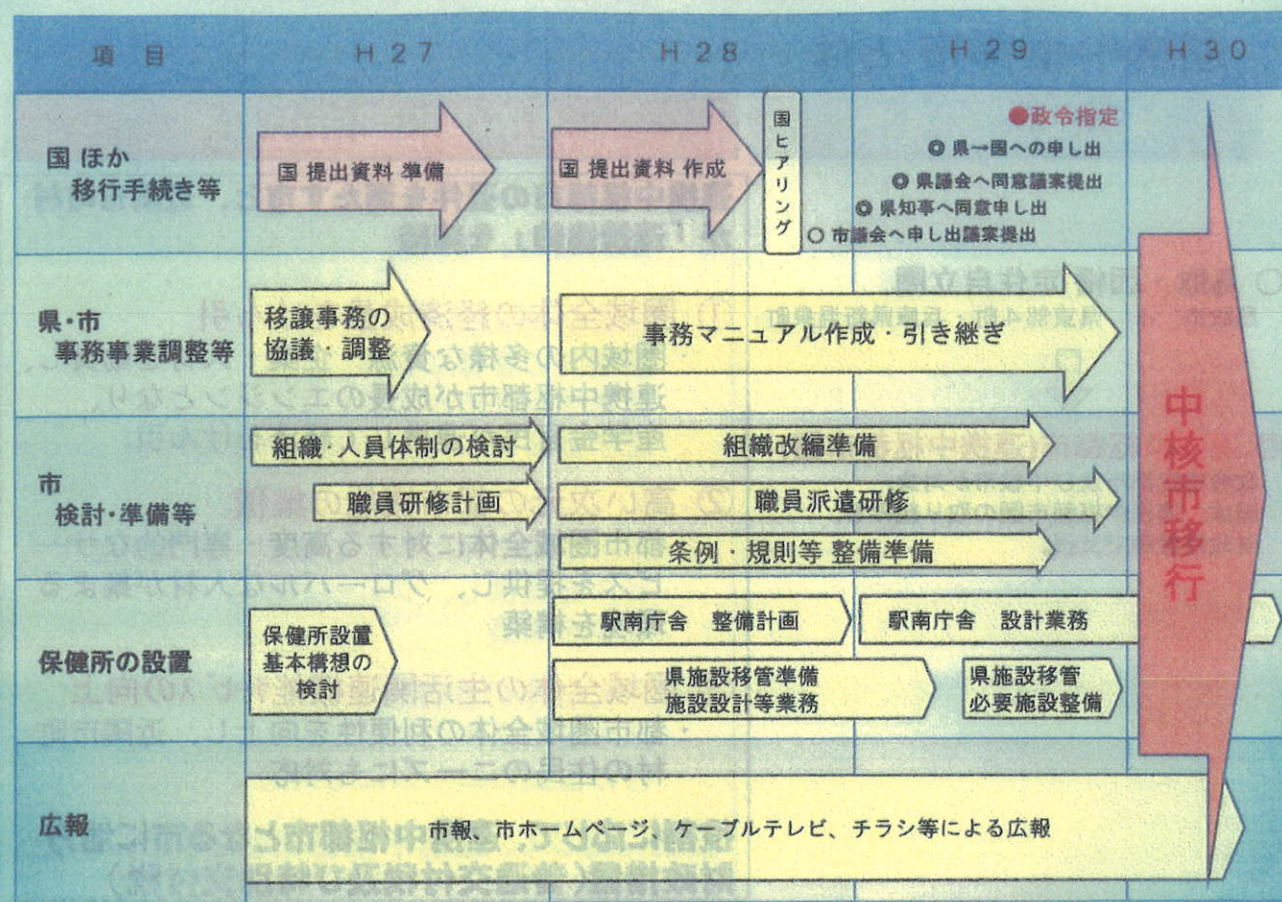 項目 H27 H28 H29 H30
国 ほか
移行手続き等
国 提出資料 準備
国 提出資料 作成
国ヒアリング
●政令指定
◎ 県→国への申し出
◎ 県議会へ同意議案提出
◎ 県知事へ同意申し出
○ 市議会へ申し出議案提出
県・市
事務事業調整等
移譲事務の
協議・調整
事務マニュアル作成・引き継ぎ
市
検討・準備等
組織・人員体制の検討
組織改編準備
職員研修計画
職員派遣研修
条例・規則等 整備準備
保健所の設置
保健所設置
基本構想の
検討
駅南庁舎 整備計画
駅南庁舎 設計業務
県施設移管準備
施設設計等業務
県施設移管
必要施設整備
中核市移行
広報
市報、市ホームページ、ケーブルテレビ、チラシ等による広報